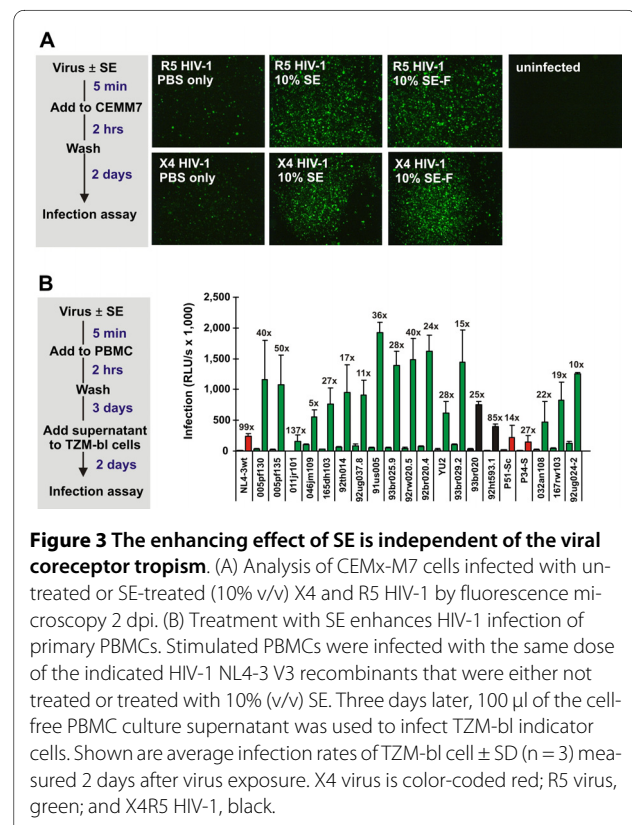 A
Virus ± SE
5 min
Add to CEMM7
2 hrs
Wash
2 days
Infection assay
R5 HIV-1
PBS only
R5 HIV-1
10% SE
R5 HIV-1
10% SE-F
uninfected
X4 HIV-1
PBS only
X4 HIV-1
10% SE
X4 HIV-1
10% SE-F
B
Virus ± SE
5 min
Add to PBMC
2 hrs
Wash
3 days
Add supernatant
to TZM-bl cells
2 days
Infection assay
Infection (RLU/s x 1,000)
2,500
2,000
1,500
1,000
500
0
99x
40x
50x
137x
5x
27x
17x
11x
36x
28x
40x
24x
28x
15x
25x
85x
14x
27x
22x
19x
10x
NL4-3wt
005pf130
005pf135
011jr101
046jm109
165dh103
92th014
92ug037.8
91us005
93br025.9
92rw020.5
92br020.4
YU2
93br029.2
93br020
92ht593.1
P51-Sc
P34-S
032an108
167rw103
92ug024-2
Figure 3 The enhancing effect of SE is independent of the viral
coreceptor tropism. (A) Analysis of CEMx-M7 cells infected with un-
treated or SE-treated (10% v/v) X4 and R5 HIV-1 by fluorescence mi-
croscopy 2 dpi. (B) Treatment with SE enhances HIV-1 infection of
primary PBMCs. Stimulated PBMCs were infected with the same dose
of the indicated HIV-1 NL4-3 V3 recombinants that were either not
treated or treated with 10% (v/v) SE. Three days later, 100 μl of the cell-
free PBMC culture supernatant was used to infect TZM-bl indicator
cells. Shown are average infection rates of TZM-bl cell ± SD (n = 3) mea-
sured 2 days after virus exposure. X4 virus is color-coded red; R5 virus,
green; and X4R5 HIV-1, black.